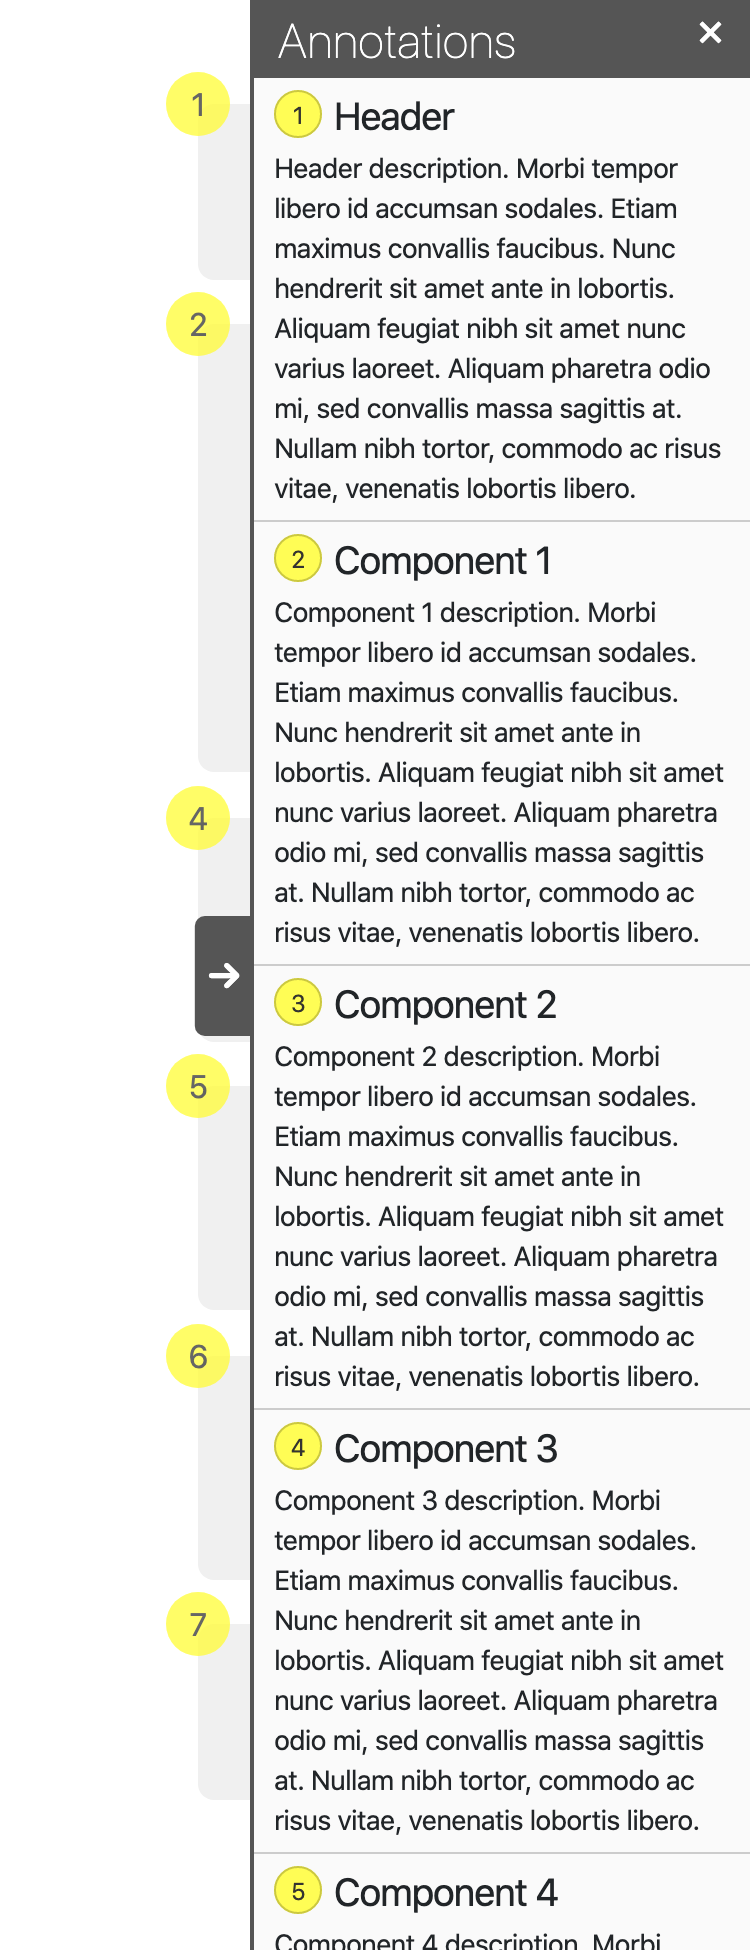 Annotations
1
2
4
5
6
7
1 Header
Header description. Morbi tempor
libero id accumsan sodales. Etiam
maximus convallis faucibus. Nunc
hendrerit sit amet ante in lobortis.
Aliquam feugiat nibh sit amet nunc
varius laoreet. Aliquam pharetra odio
mi, sed convallis massa sagittis at.
Nullam nibh tortor, commodo ac risus
vitae, venenatis lobortis libero.
2 Component 1
Component 1 description. Morbi
tempor libero id accumsan sodales.
Etiam maximus convallis faucibus.
Nunc hendrerit sit amet ante in
lobortis. Aliquam feugiat nibh sit amet
nunc varius laoreet. Aliquam pharetra
odio mi, sed convallis massa sagittis
at. Nullam nibh tortor, commodo ac
risus vitae, venenatis lobortis libero.
3 Component 2
Component 2 description. Morbi
tempor libero id accumsan sodales.
Etiam maximus convallis faucibus.
Nunc hendrerit sit amet ante in
lobortis. Aliquam feugiat nibh sit amet
nunc varius laoreet. Aliquam pharetra
odio mi, sed convallis massa sagittis
at. Nullam nibh tortor, commodo ac
risus vitae, venenatis lobortis libero.
4 Component 3
Component 3 description. Morbi
tempor libero id accumsan sodales.
Etiam maximus convallis faucibus.
Nunc hendrerit sit amet ante in
lobortis. Aliquam feugiat nibh sit amet
nunc varius laoreet. Aliquam pharetra
odio mi, sed convallis massa sagittis
at. Nullam nibh tortor, commodo ac
risus vitae, venenatis lobortis libero.
5 Component 4
Component 4 description. Morbi